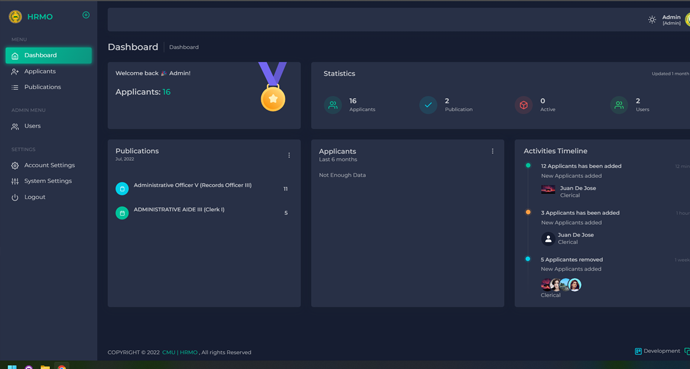 HRMO
Admin
[Admin]
MENU
Dashboard
Applicants
Publications
ADMIN MENU
Users
SETTINGS
Account Settings
System Settings
Logout
Dashboard
Dashboard
Welcome back 🎉 Admin!
Applicants: 16
Statistics
Updated 1 month
16
Applicants
2
Publication
0
Active
2
Users
Publications
Jul, 2022
Administrative Officer V (Records Officer III)
11
ADMINISTRATIVE AIDE III (Clerk I)
5
Applicants
Last 6 months
Not Enough Data
Activities Timeline
12 Applicants has been added
New Applicants added
Juan De Jose
Clerical
3 Applicants has been added
New Applicants added
Juan De Jose
Clerical
5 Applicantes removed
New Applicants added
Clerical
COPYRIGHT © 2022 CMU | HRMO , All rights Reserved
Development